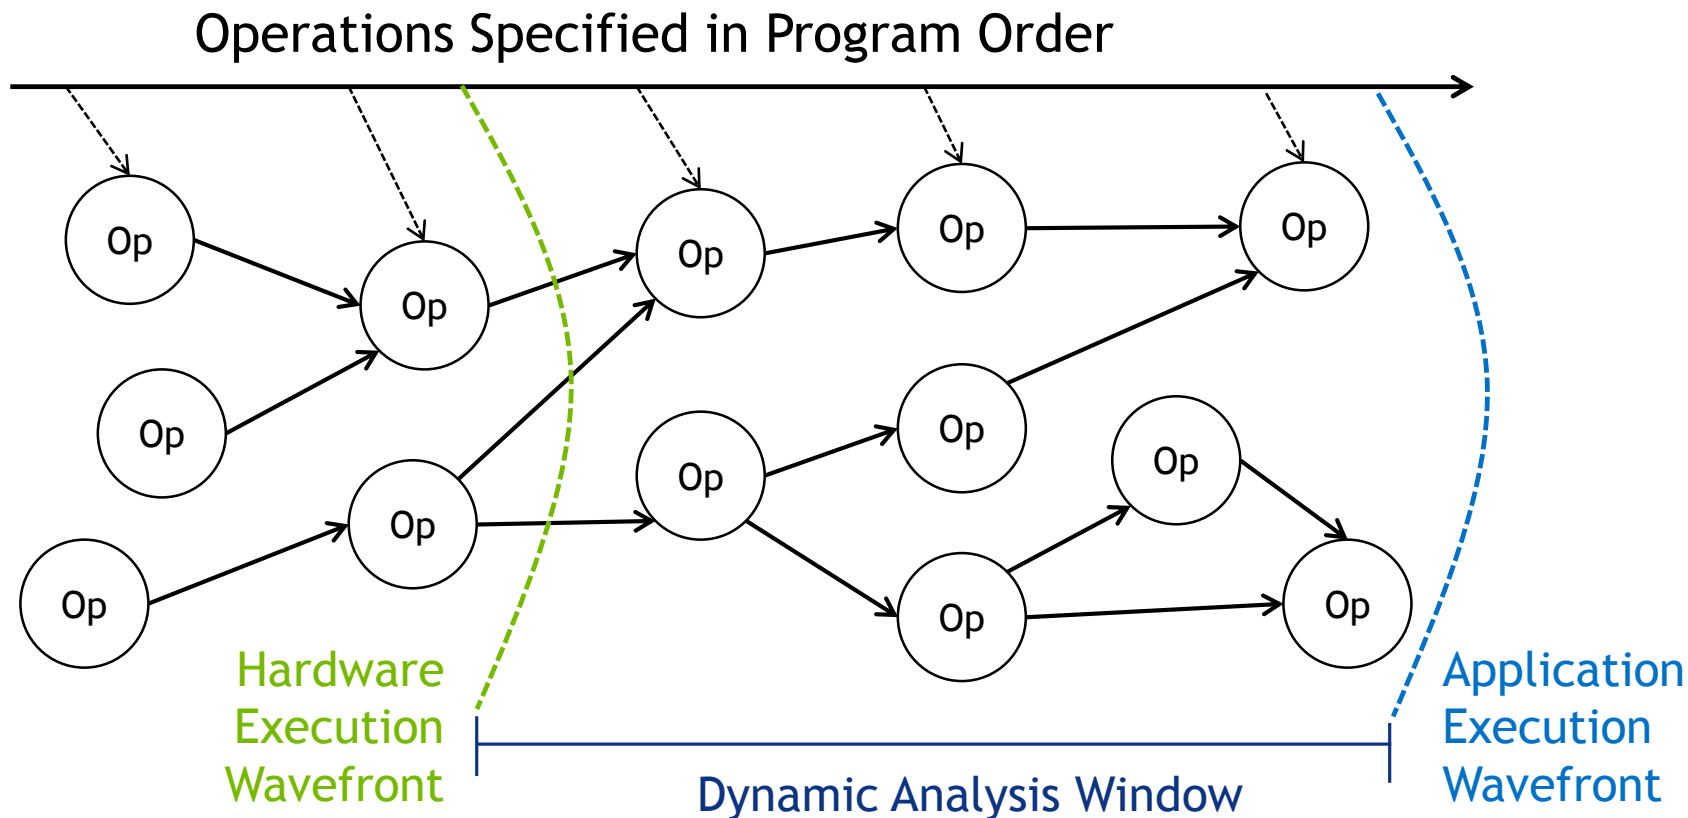 Operations Specified in Program Order
Op
Op
Op
Op
Op
Op
Op
Op
Op
Op
Op
Op
Op
Hardware
Execution
Wavefront
Dynamic Analysis Window
Application
Execution
Wavefront